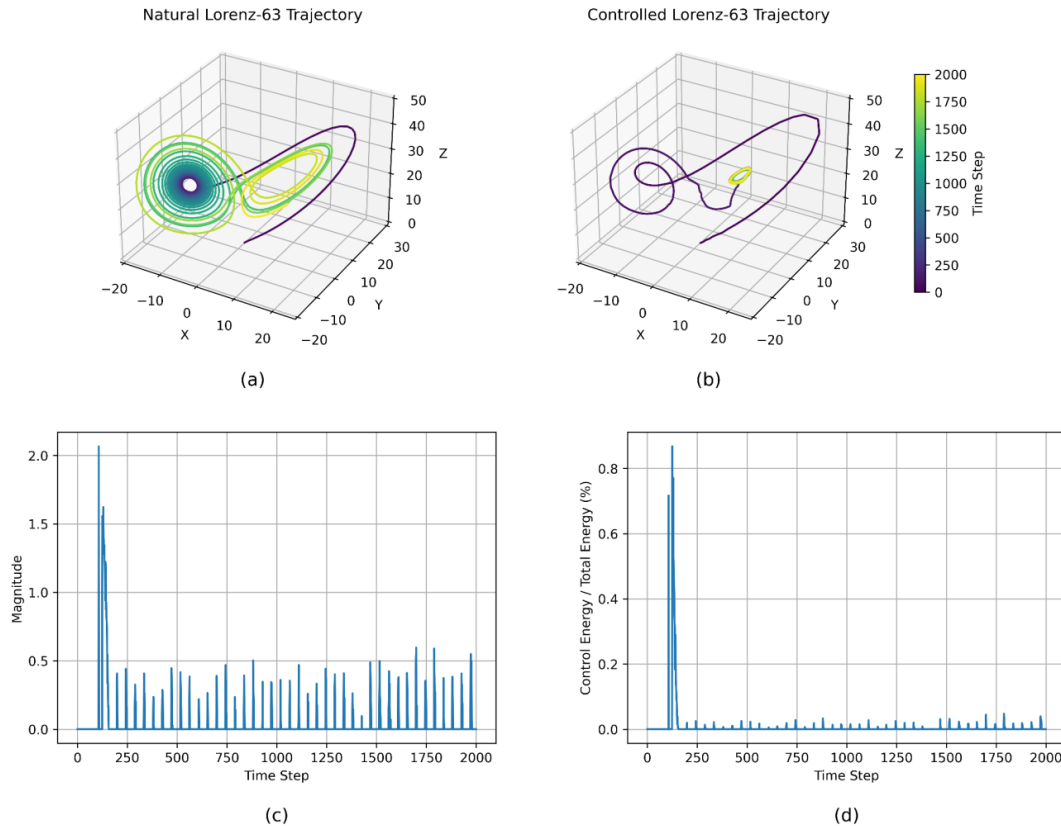 Natural Lorenz-63 Trajectory
−20
−10
0
10
20
X
−20
−10
0
10
20
30
Y
0
10
20
30
40
50
Z
(a)
Controlled Lorenz-63 Trajectory
−20
−10
0
10
20
X
−20
−10
0
10
20
30
Y
0
10
20
30
40
50
Z
2000
1750
1500
1250
1000
750
500
250
0
Time Step
(b)
2.0
1.5
1.0
0.5
0.0
Magnitude
0 250 500 750 1000 1250 1500 1750 2000
Time Step
(c)
0.8
0.6
0.4
0.2
0.0
Control Energy / Total Energy (%)
0 250 500 750 1000 1250 1500 1750 2000
Time Step
(d)